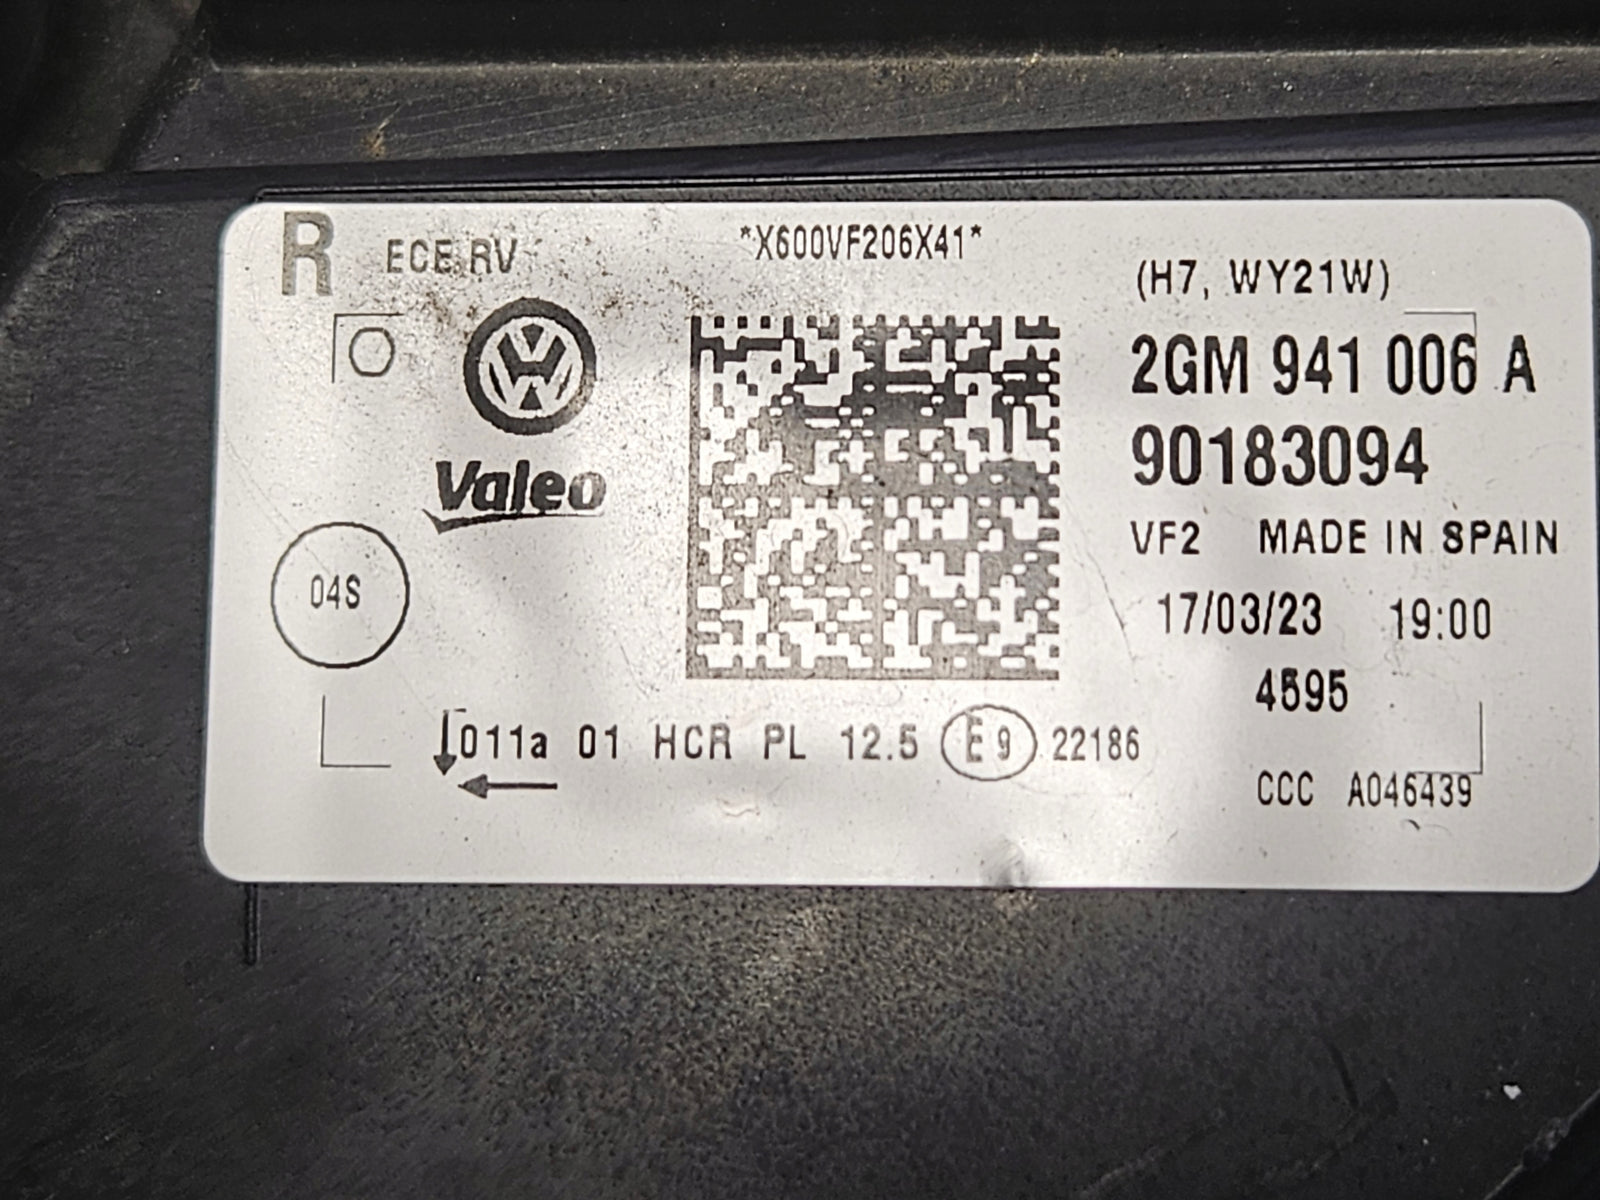 R ECE RV
*X600VF206X41*
(H7, WY21W)
2GM 941 006 A
90183094
Valeo
VF2 MADE IN SPAIN
04S
17/03/23 19:00
4595
011a 01 HCR PL 12.5 E9 22186
CCC A046439